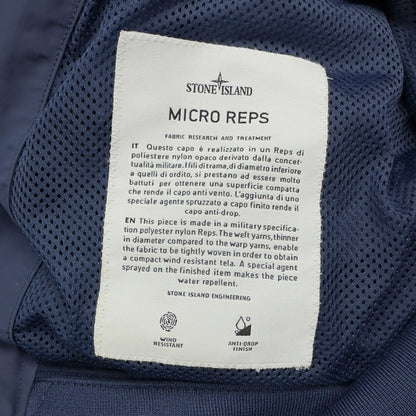 STONE ISLAND
MICRO REPS
FABRIC RESEARCH AND TREATMENT
IT Questo capo è realizzato in un Reps di
poliestere nylon opaco derivato dalla concet-
tualità militare. I fili di trama, di diametro inferiore
a quelli di ordito, si prestano ad essere molto
battuti per ottenere una superficie compatta
che rende il capo anti vento. L'aggiunta di uno
speciale agente spruzzato a capo finito rende il
capo anti-drop.
EN This piece is made in a military specifica-
tion polyester nylon Reps. The weft yarns, thinner
in diameter compared to the warp yarns, enable
the fabric to be tightly woven in order to obtain
a compact wind resistant tela. A special agent
sprayed on the finished item makes the piece
water repellent.
STONE ISLAND ENGINEERING
WIND
RESISTANT
ANTI-DROP
FINISH